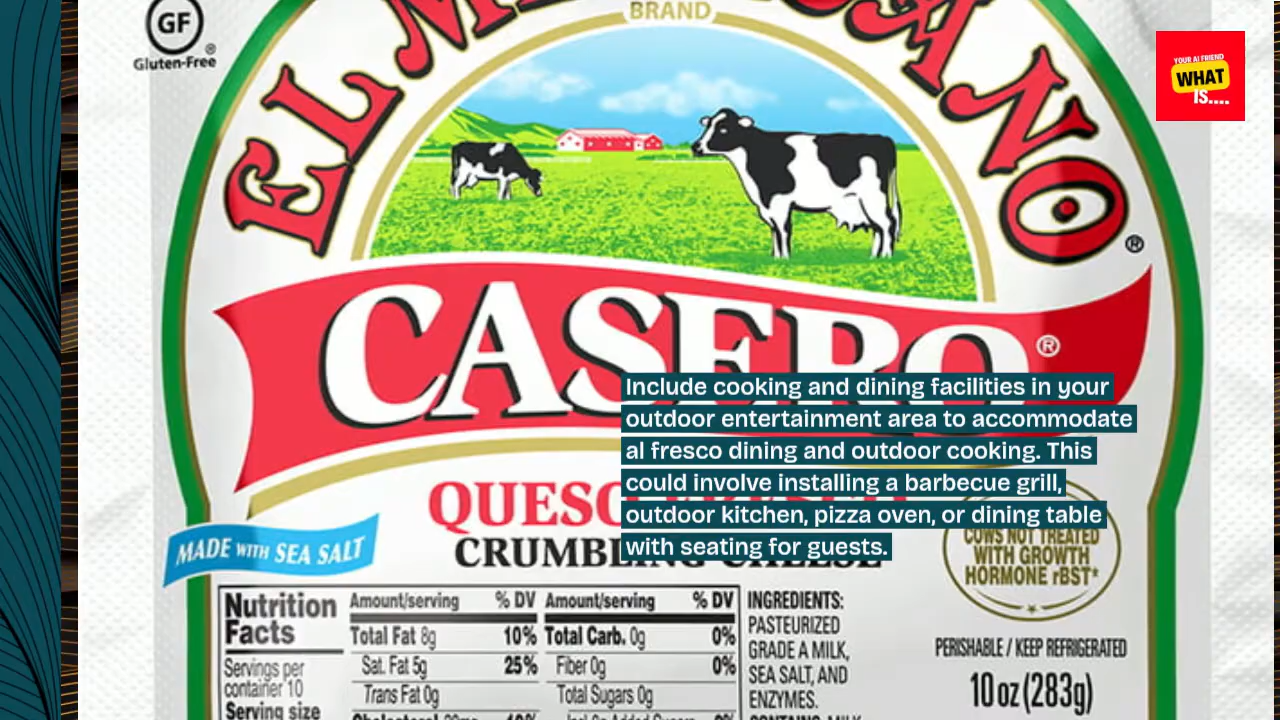 GF
®
Gluten-Free
BRAND
YOUR AI FRIEND
WHAT
IS....
®
CASERO®
Include cooking and dining facilities in your
outdoor entertainment area to accommodate
al fresco dining and outdoor cooking. This
could involve installing a barbecue grill,
outdoor kitchen, pizza oven, or dining table
with seating for guests.
QUESO
MADE WITH SEA SALT
CHEESE
COWS NOT TREATED
WITH GROWTH
HORMONE rBST*
Nutrition
Facts
Servings per
container 10
Serving size
Amount/serving % DV
Total Fat 8g 10%
Sat. Fat 5g 25%
Trans Fat 0g
Amount/serving % DV
Total Carb. 0g 0%
Fiber 0g 0%
Total Sugars 0g
INGREDIENTS:
PASTEURIZED
GRADE A MILK,
SEA SALT, AND
ENZYMES.
PERISHABLE / KEEP REFRIGERATED
10 oz (283g)